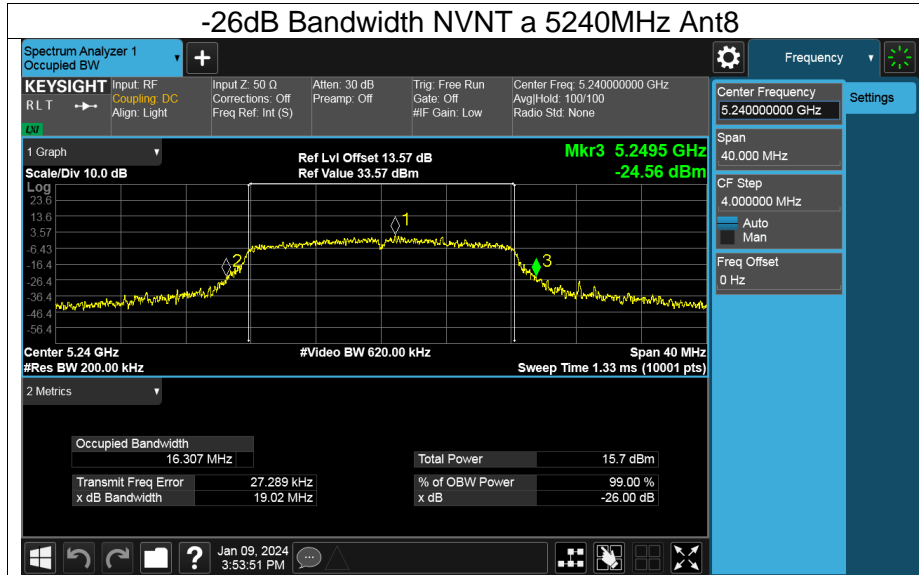 -26dB Bandwidth NVNT a 5240MHz Ant8
Spectrum Analyzer 1
Occupied BW
+
Frequency
KEYSIGHT
RLT
LXI
Input: RF
Coupling: DC
Align: Light
Input Z: 50 Ω
Corrections: Off
Freq Ref: Int (S)
Atten: 30 dB
Preamp: Off
Trig: Free Run
Gate: Off
#IF Gain: Low
Center Freq: 5.240000000 GHz
Avg|Hold: 100/100
Radio Std: None
Center Frequency
5.240000000 GHz
Settings
Span
40.000 MHz
CF Step
4.000000 MHz
Auto
Man
Freq Offset
0 Hz
1 Graph
Scale/Div 10.0 dB
Ref Lvl Offset 13.57 dB
Ref Value 33.57 dBm
Mkr3 5.2495 GHz
-24.56 dBm
Log
23.6
13.6
3.57
-6.43
-16.4
-26.4
-36.4
-46.4
-56.4
1
2
3
Center 5.24 GHz
#Video BW 620.00 kHz
Span 40 MHz
#Res BW 200.00 kHz
Sweep Time 1.33 ms (10001 pts)
2 Metrics
Occupied Bandwidth
16.307 MHz
Total Power 15.7 dBm
Transmit Freq Error 27.289 kHz
% of OBW Power 99.00 %
x dB Bandwidth 19.02 MHz
x dB -26.00 dB
?
Jan 09, 2024
3:53:51 PM